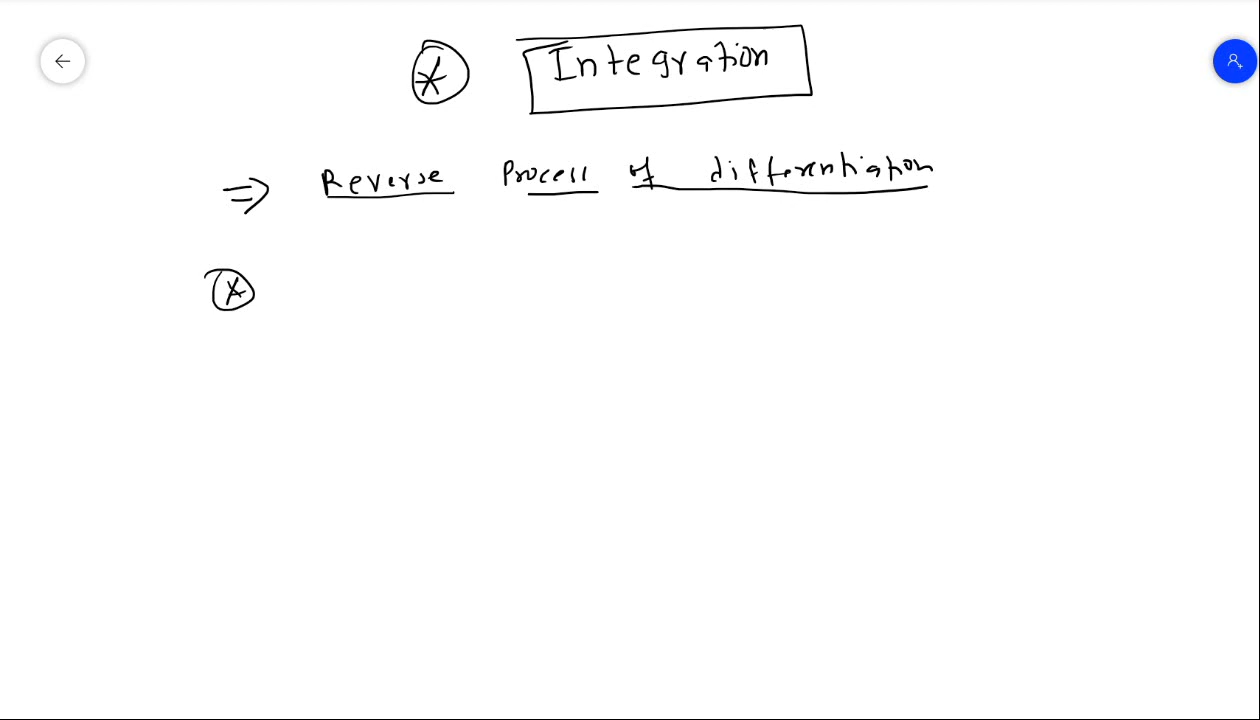 Integration
⇒ Reverse Process of differentiation